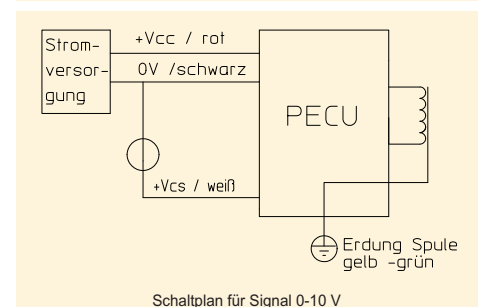 Strom-
versor-
gung
+Vcc / rot
0V /schwarz
+Vcs / weiß
PECU
Erdung Spule
gelb -grün
Schaltplan für Signal 0-10 V